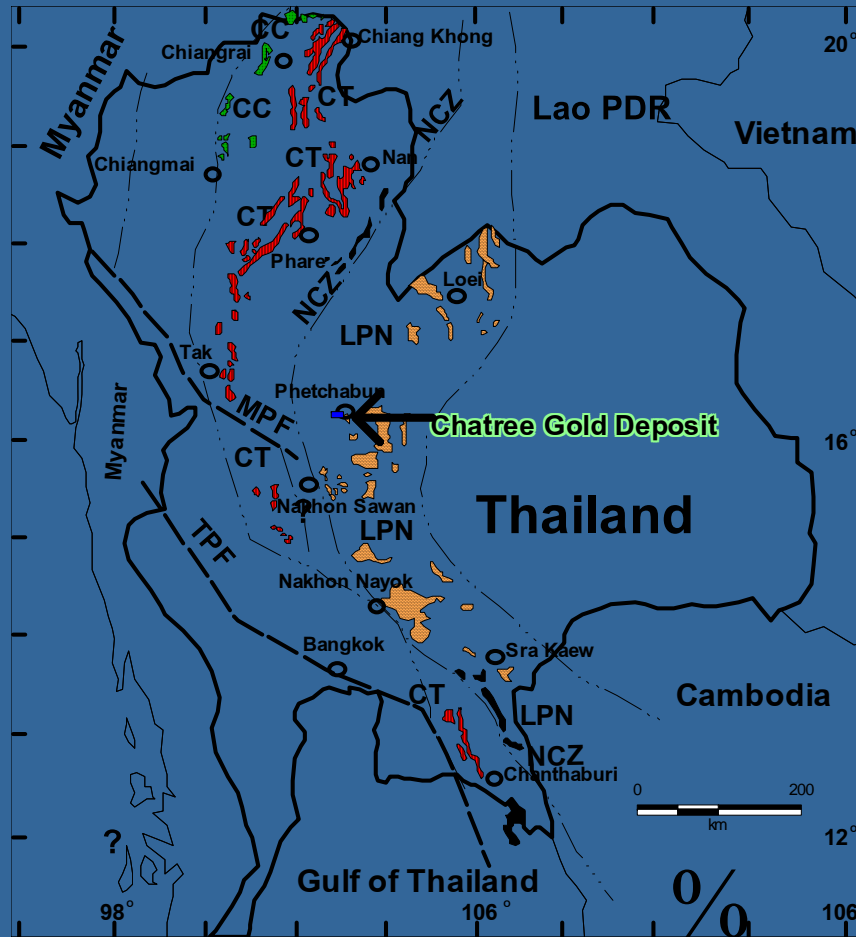 CC
Chiangrai
Chiang Khong
20°
Myanmar
CC
CT
NCZ
Lao PDR
Vietnam
Chiangmai
CT
Nan
CT
Phare
NCZ
Loei
LPN
Tak
Phetchabun
MPF
Chatree Gold Deposit
16°
Myanmar
CT
Nakhon Sawan
?
TPF
LPN
Thailand
Nakhon Nayok
Bangkok
Sra Kaew
CT
LPN
Cambodia
NCZ
Chanthaburi
0 200
km
?
12°
Gulf of Thailand
0/0
98° 106° 106